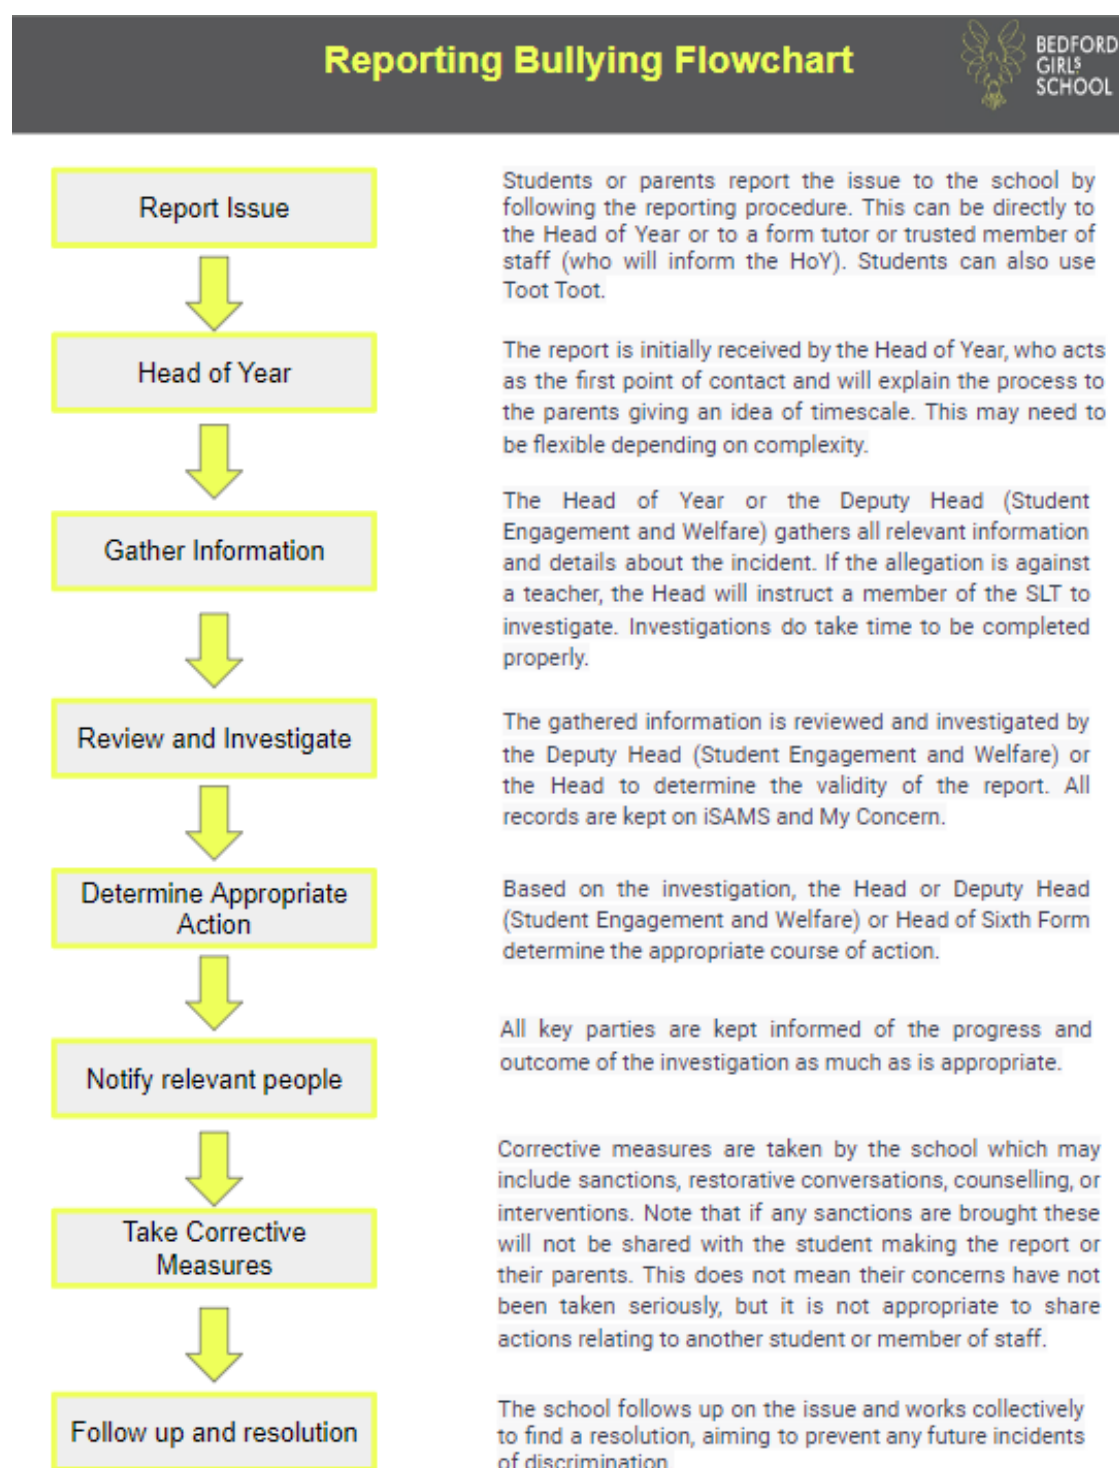 Reporting Bullying Flowchart
BEDFORD
GIRLS
SCHOOL
Report Issue
Students or parents report the issue to the school by
following the reporting procedure. This can be directly to
the Head of Year or to a form tutor or trusted member of
staff (who will inform the HoY). Students can also use
Toot Toot.
Head of Year
The report is initially received by the Head of Year, who acts
as the first point of contact and will explain the process to
the parents giving an idea of timescale. This may need to
be flexible depending on complexity.
Gather Information
The Head of Year or the Deputy Head (Student
Engagement and Welfare) gathers all relevant information
and details about the incident. If the allegation is against
a teacher, the Head will instruct a member of the SLT to
investigate. Investigations do take time to be completed
properly.
Review and Investigate
The gathered information is reviewed and investigated by
the Deputy Head (Student Engagement and Welfare) or
the Head to determine the validity of the report. All
records are kept on iSAMS and My Concern.
Determine Appropriate
Action
Based on the investigation, the Head or Deputy Head
(Student Engagement and Welfare) or Head of Sixth Form
determine the appropriate course of action.
Notify relevant people
All key parties are kept informed of the progress and
outcome of the investigation as much as is appropriate.
Take Corrective
Measures
Corrective measures are taken by the school which may
include sanctions, restorative conversations, counselling, or
interventions. Note that if any sanctions are brought these
will not be shared with the student making the report or
their parents. This does not mean their concerns have not
been taken seriously, but it is not appropriate to share
actions relating to another student or member of staff.
Follow up and resolution
The school follows up on the issue and works collectively
to find a resolution, aiming to prevent any future incidents
of discrimination